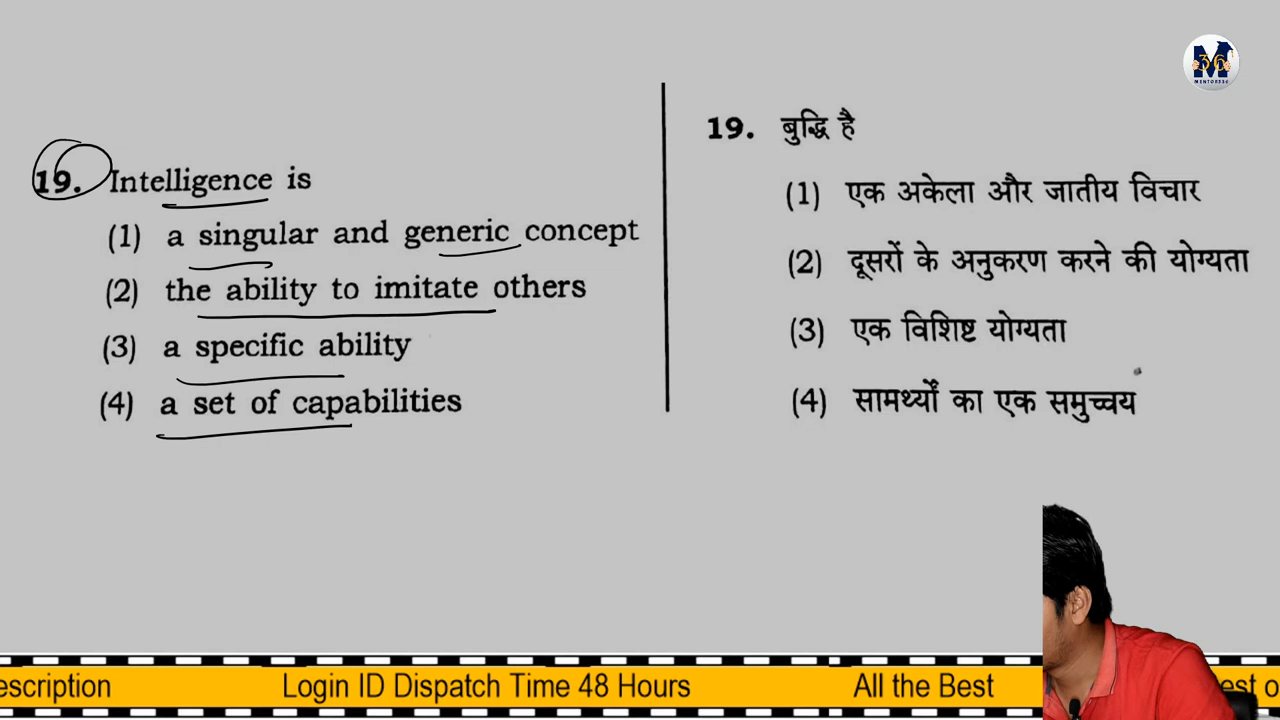 19. Intelligence is
(1) a singular and generic concept
(2) the ability to imitate others
(3) a specific ability
(4) a set of capabilities
19. बुद्धि है
(1) एक अकेला और जातीय विचार
(2) दूसरों के अनुकरण करने की योग्यता
(3) एक विशिष्ट योग्यता
(4) सामर्थ्यों का एक समुच्चय
M
36
MENTORS36
escription Login ID Dispatch Time 48 Hours All the Best est o